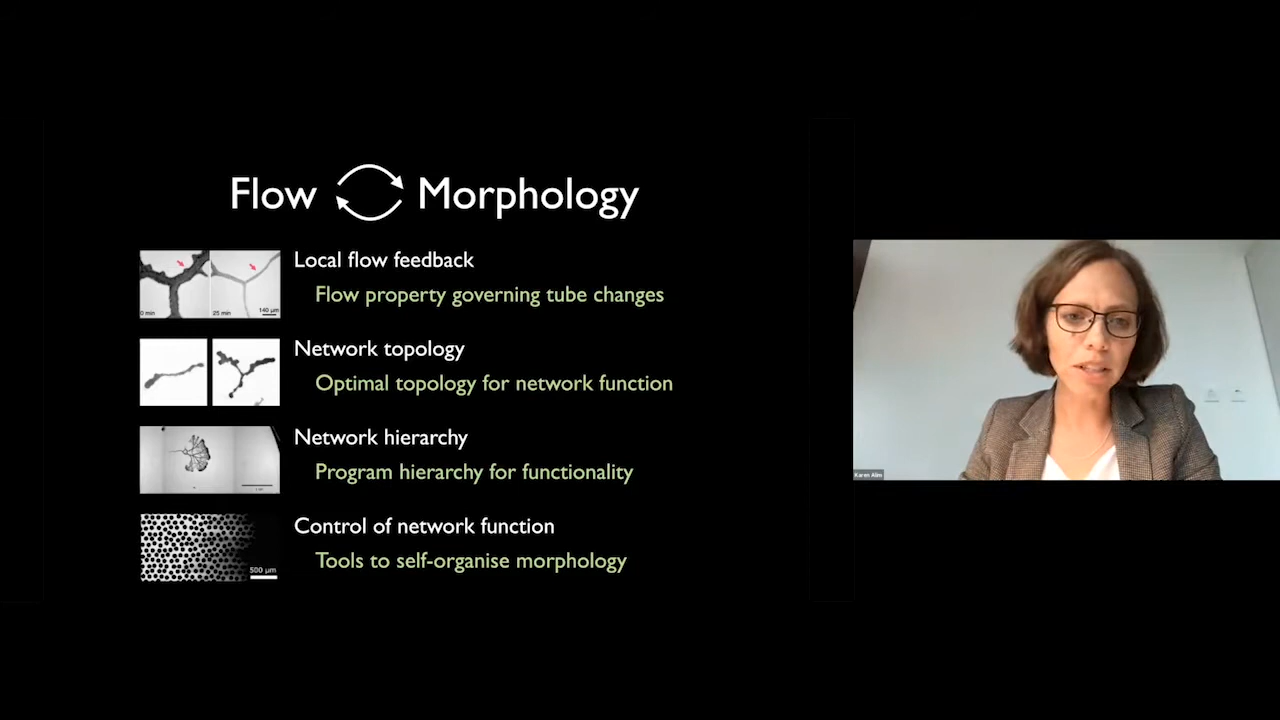 Flow Morphology
Local flow feedback
Flow property governing tube changes
0 min
25 min
140 µm
Network topology
Optimal topology for network function
Network hierarchy
Program hierarchy for functionality
Control of network function
Tools to self-organise morphology
500 µm
Karen Alim